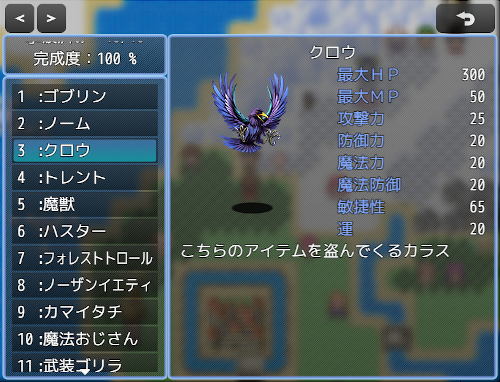 < >
完成度：100 %
1 :ゴブリン
2 :ノーム
3 :クロウ
4 :トレント
5 :魔獣
6 :ハスター
7 :フォレストトロール
8 :ノーザンイエティ
9 :カマイタチ
10 :魔法おじさん
11 :武装ゴリラ
クロウ
最大ＨＰ 300
最大ＭＰ 50
攻撃力 25
防御力 20
魔法力 20
魔法防御 20
敏捷性 65
運 20
こちらのアイテムを盗んでくるカラス